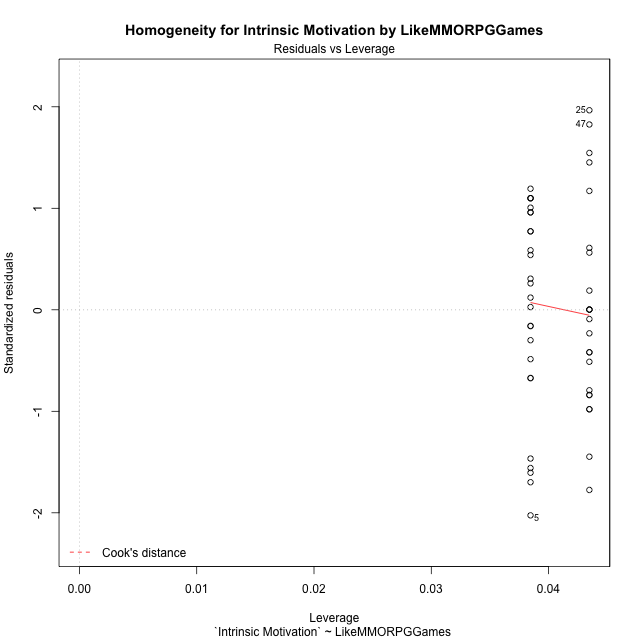 Homogeneity for Intrinsic Motivation by LikeMMORPGGames
Residuals vs Leverage
25
47
5
2
1
0
-1
-2
Standardized residuals
Cook's distance
0.00 0.01 0.02 0.03 0.04
Leverage
`Intrinsic Motivation` ~ LikeMMORPGGames